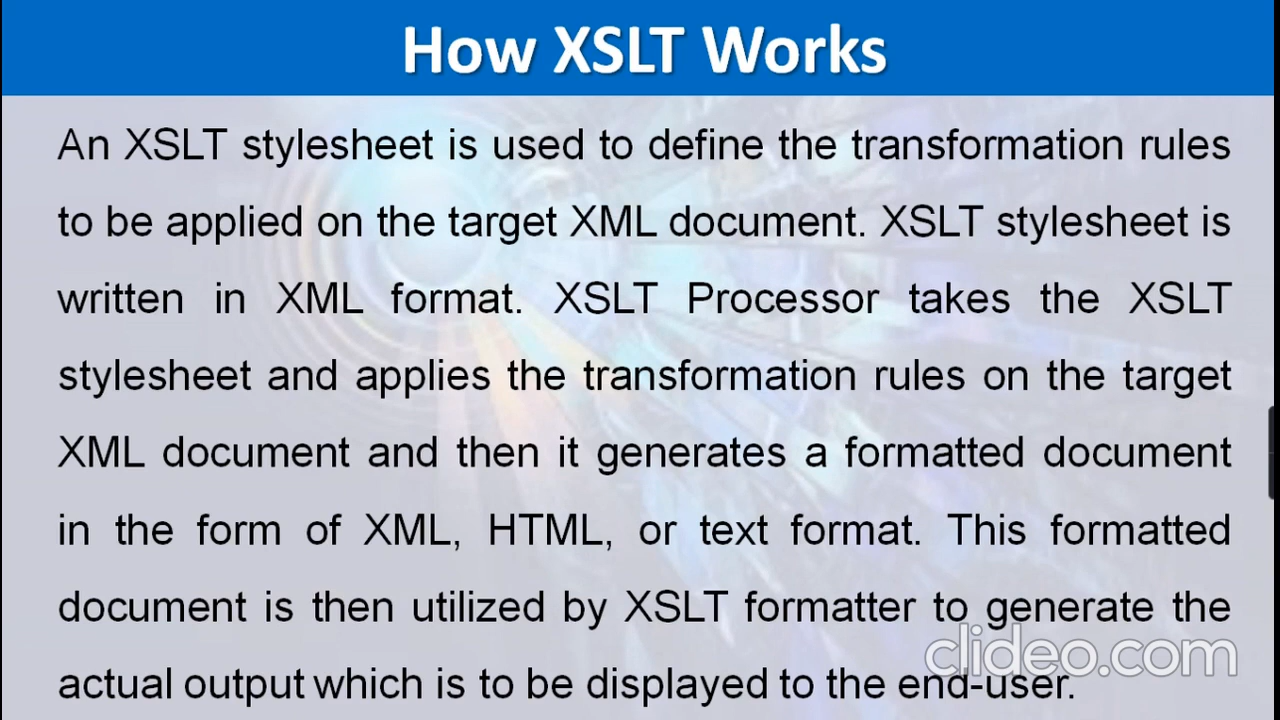 How XSLT Works
An XSLT stylesheet is used to define the transformation rules
to be applied on the target XML document. XSLT stylesheet is
written in XML format. XSLT Processor takes the XSLT
stylesheet and applies the transformation rules on the target
XML document and then it generates a formatted document
in the form of XML, HTML, or text format. This formatted
document is then utilized by XSLT formatter to generate the
actual output which is to be displayed to the end-user.
clideo.com